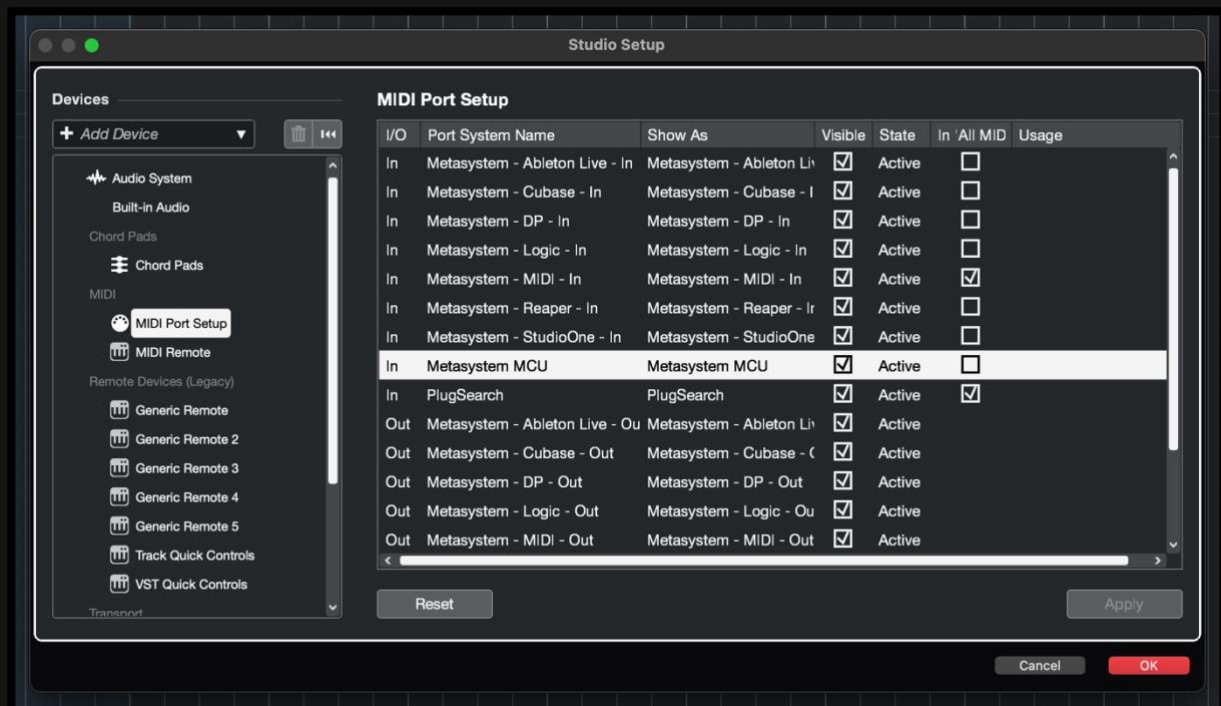 Studio Setup
Devices
+ Add Device
Audio System
Built-in Audio
Chord Pads
Chord Pads
MIDI
MIDI Port Setup
MIDI Remote
Remote Devices (Legacy)
Generic Remote
Generic Remote 2
Generic Remote 3
Generic Remote 4
Generic Remote 5
Track Quick Controls
VST Quick Controls
Transport
MIDI Port Setup
I/O Port System Name Show As Visible State In 'All MID Usage
In Metasystem - Ableton Live - In Metasystem - Ableton Liv Active
In Metasystem - Cubase - In Metasystem - Cubase - I Active
In Metasystem - DP - In Metasystem - DP - In Active
In Metasystem - Logic - In Metasystem - Logic - In Active
In Metasystem - MIDI - In Metasystem - MIDI - In Active
In Metasystem - Reaper - In Metasystem - Reaper - Ir Active
In Metasystem - StudioOne - In Metasystem - StudioOne Active
In Metasystem MCU Metasystem MCU Active
In PlugSearch PlugSearch Active
Out Metasystem - Ableton Live - Ou Metasystem - Ableton Liv Active
Out Metasystem - Cubase - Out Metasystem - Cubase - ( Active
Out Metasystem - DP - Out Metasystem - DP - Out Active
Out Metasystem - Logic - Out Metasystem - Logic - Ou Active
Out Metasystem - MIDI - Out Metasystem - MIDI - Out Active
Reset Apply
Cancel OK